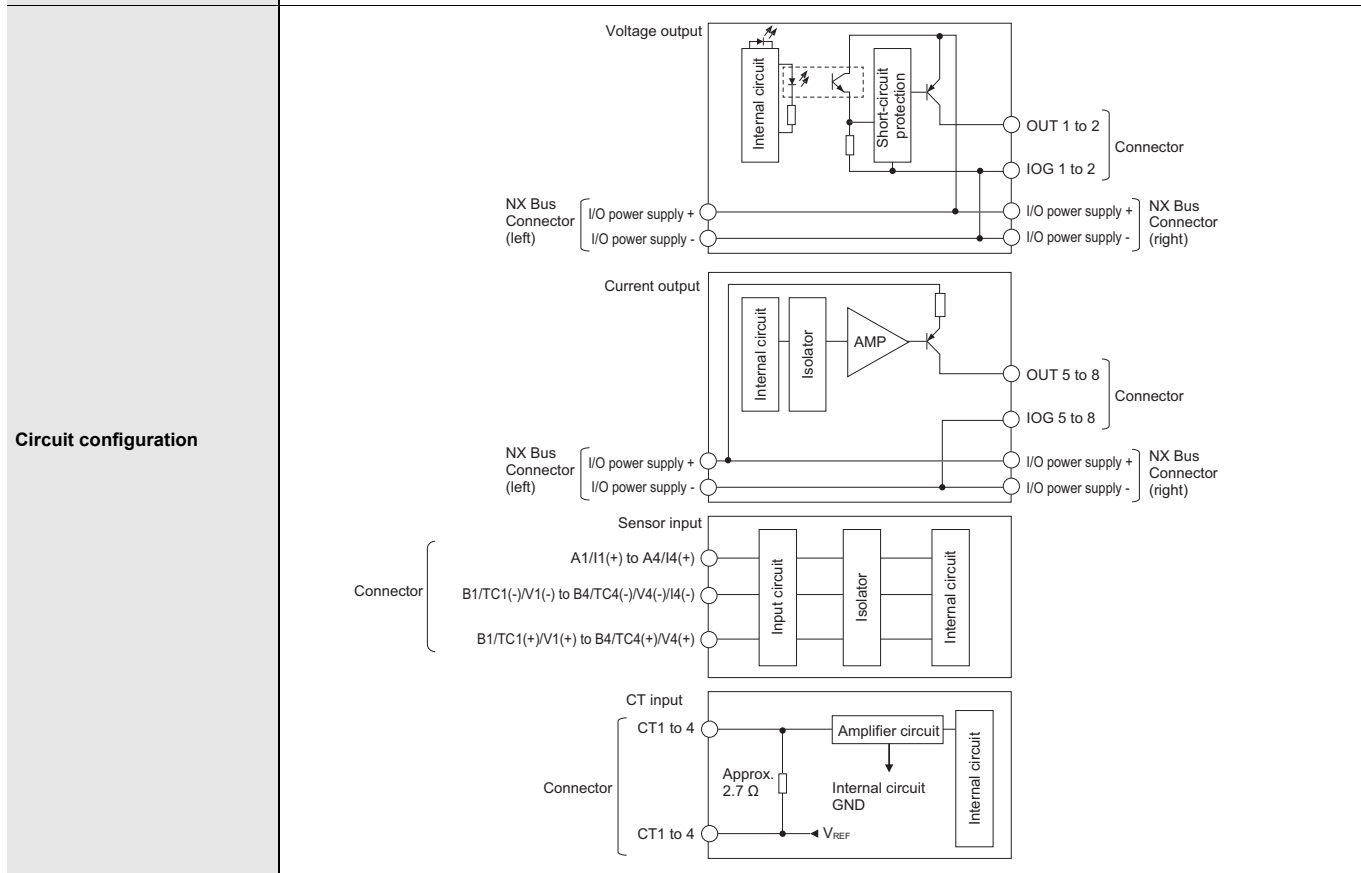 Circuit configuration
Voltage output
Internal circuit
Short-circuit
protection
OUT 1 to 2
IOG 1 to 2
Connector
NX Bus
Connector
(left)
I/O power supply +
I/O power supply -
I/O power supply +
I/O power supply -
NX Bus
Connector
(right)
Current output
Internal circuit
Isolator
AMP
OUT 5 to 8
IOG 5 to 8
Connector
NX Bus
Connector
(left)
I/O power supply +
I/O power supply -
I/O power supply +
I/O power supply -
NX Bus
Connector
(right)
Sensor input
Connector
A1/I1(+) to A4/I4(+)
B1/TC1(-)/V1(-) to B4/TC4(-)/V4(-)/I4(-)
B1/TC1(+)/V1(+) to B4/TC4(+)/V4(+)
Input circuit
Isolator
Internal circuit
CT input
Connector
CT1 to 4
CT1 to 4
Approx.
2.7 Ω
Amplifier circuit
Internal circuit
GND
VREF
Internal circuit